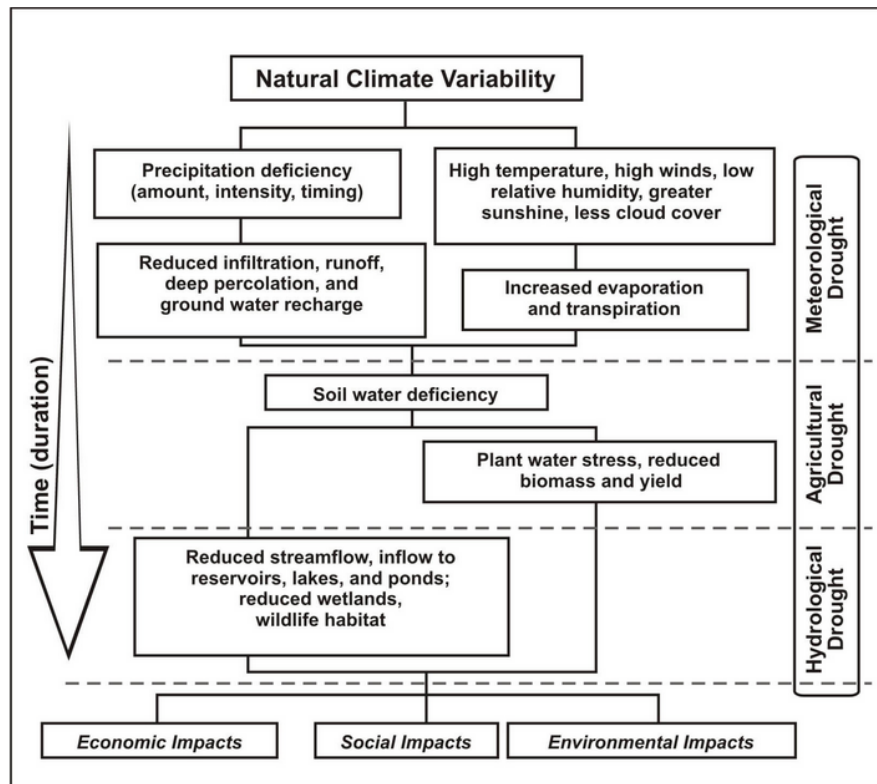 Natural Climate Variability
Precipitation deficiency
(amount, intensity, timing)
High temperature, high winds, low
relative humidity, greater
sunshine, less cloud cover
Reduced infiltration, runoff,
deep percolation, and
ground water recharge
Increased evaporation
and transpiration
Meteorological
Drought
Time (duration)
Soil water deficiency
Plant water stress, reduced
biomass and yield
Agricultural
Drought
Reduced streamflow, inflow to
reservoirs, lakes, and ponds;
reduced wetlands,
wildlife habitat
Hydrological
Drought
Economic Impacts
Social Impacts
Environmental Impacts